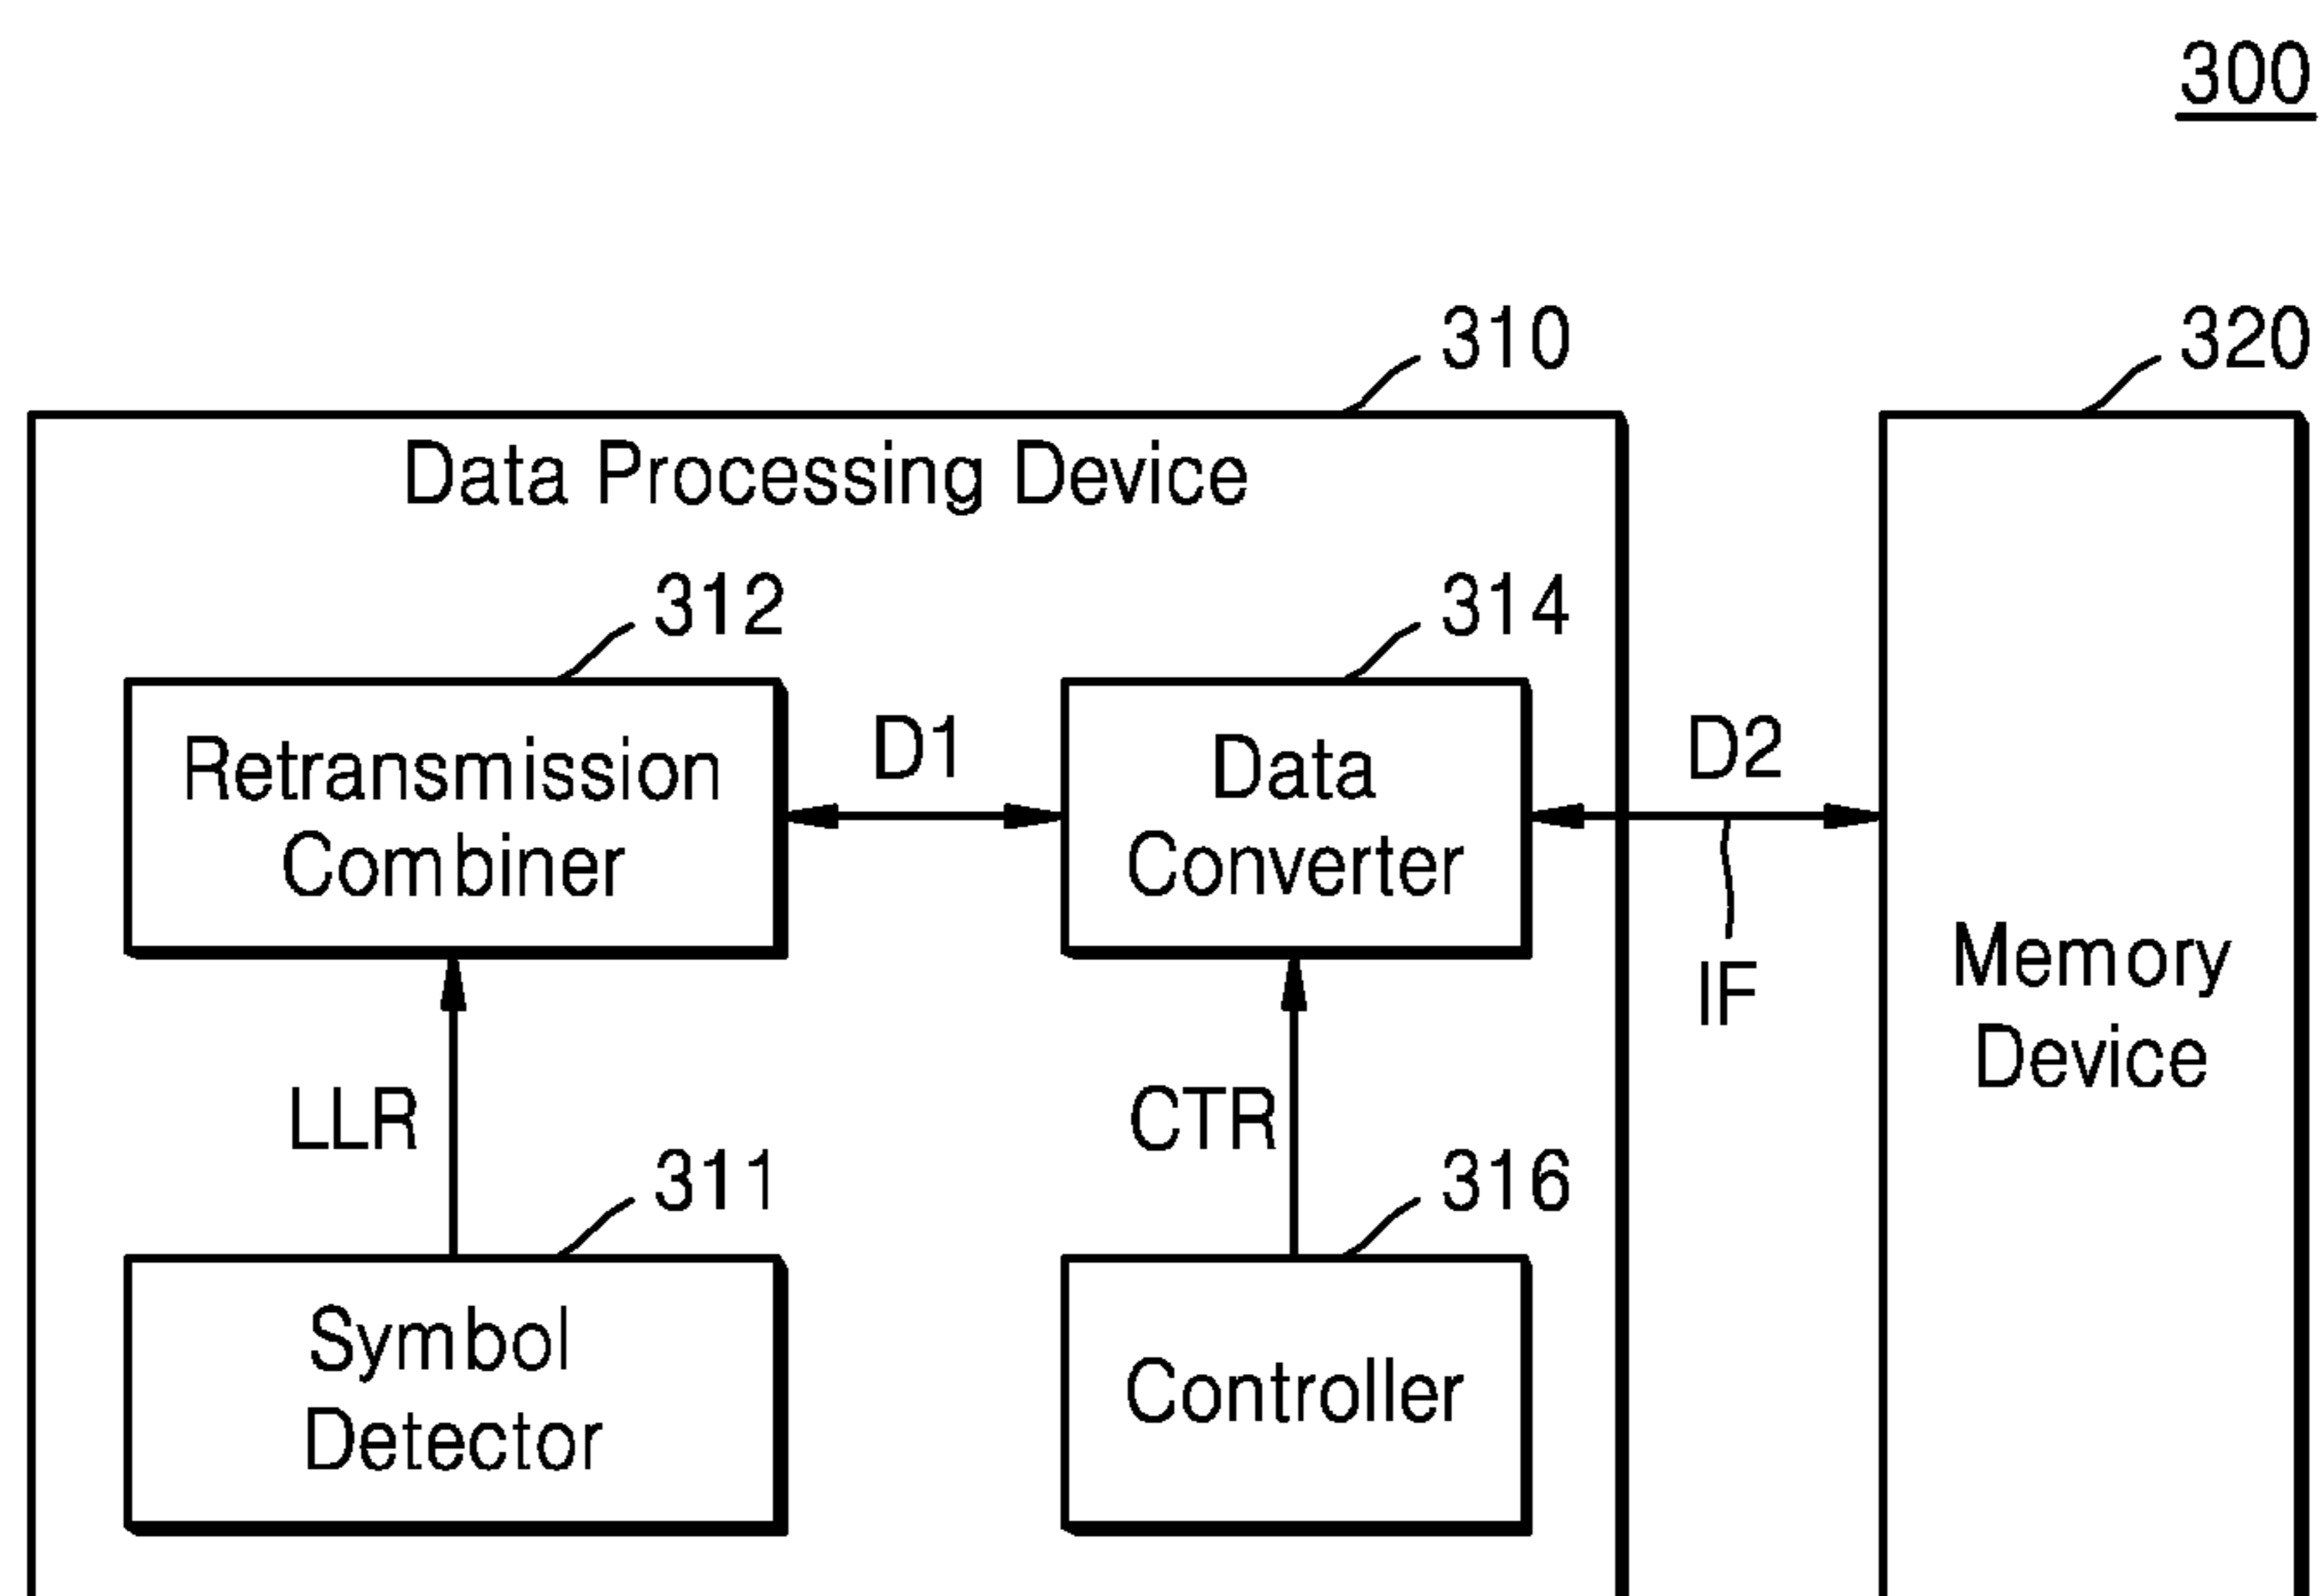 300
310
320
Data Processing Device
312
314
Retransmission
Combiner
D1
Data
Converter
D2
IF
Memory
Device
LLR
CTR
311
316
Symbol
Detector
Controller